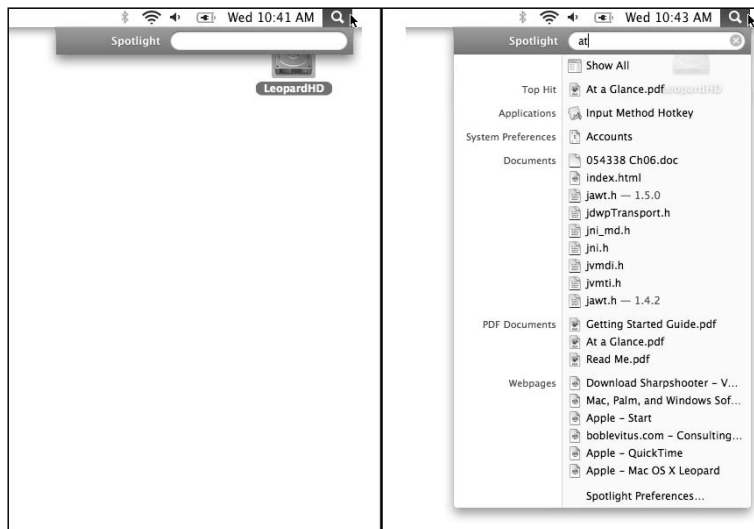 Wed 10:41 AM
Spotlight
LeopardHD
Wed 10:43 AM
Spotlight at
Show All
Top Hit At a Glance.pdf LeopardHD
Applications Input Method Hotkey
System Preferences Accounts
Documents 054338 Ch06.doc
index.html
jawt.h — 1.5.0
jdwpTransport.h
jni_md.h
jni.h
jvmdi.h
jvmti.h
jawt.h — 1.4.2
PDF Documents Getting Started Guide.pdf
At a Glance.pdf
Read Me.pdf
Webpages Download Sharpshooter – V...
Mac, Palm, and Windows Sof...
Apple – Start
boblevitus.com – Consulting...
Apple – QuickTime
Apple – Mac OS X Leopard
Spotlight Preferences...